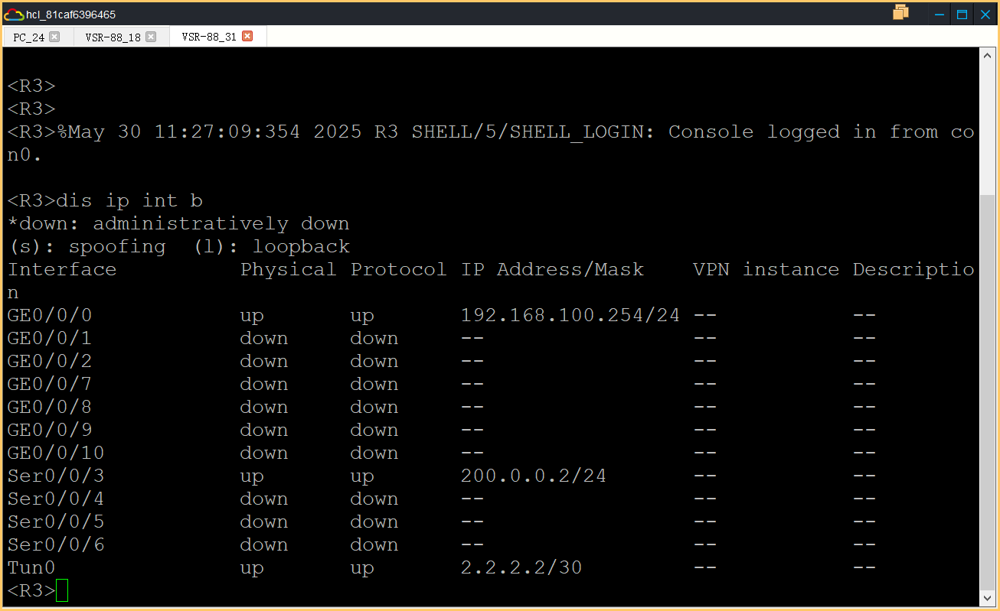 hcl_81caf6396465
PC_24 VSR-88_18 VSR-88_31
<R3>
<R3>
<R3>%May 30 11:27:09:354 2025 R3 SHELL/5/SHELL_LOGIN: Console logged in from co
n0.
<R3>dis ip int b
*down: administratively down
(s): spoofing  (l): loopback
Interface          Physical Protocol IP Address/Mask    VPN instance Descriptio
n
GE0/0/0            up       up       192.168.100.254/24 --           --
GE0/0/1            down     down     --                 --           --
GE0/0/2            down     down     --                 --           --
GE0/0/7            down     down     --                 --           --
GE0/0/8            down     down     --                 --           --
GE0/0/9            down     down     --                 --           --
GE0/0/10           down     down     --                 --           --
Ser0/0/3           up       up       200.0.0.2/24       --           --
Ser0/0/4           down     down     --                 --           --
Ser0/0/5           down     down     --                 --           --
Ser0/0/6           down     down     --                 --           --
Tun0               up       up       2.2.2.2/30         --           --
<R3>